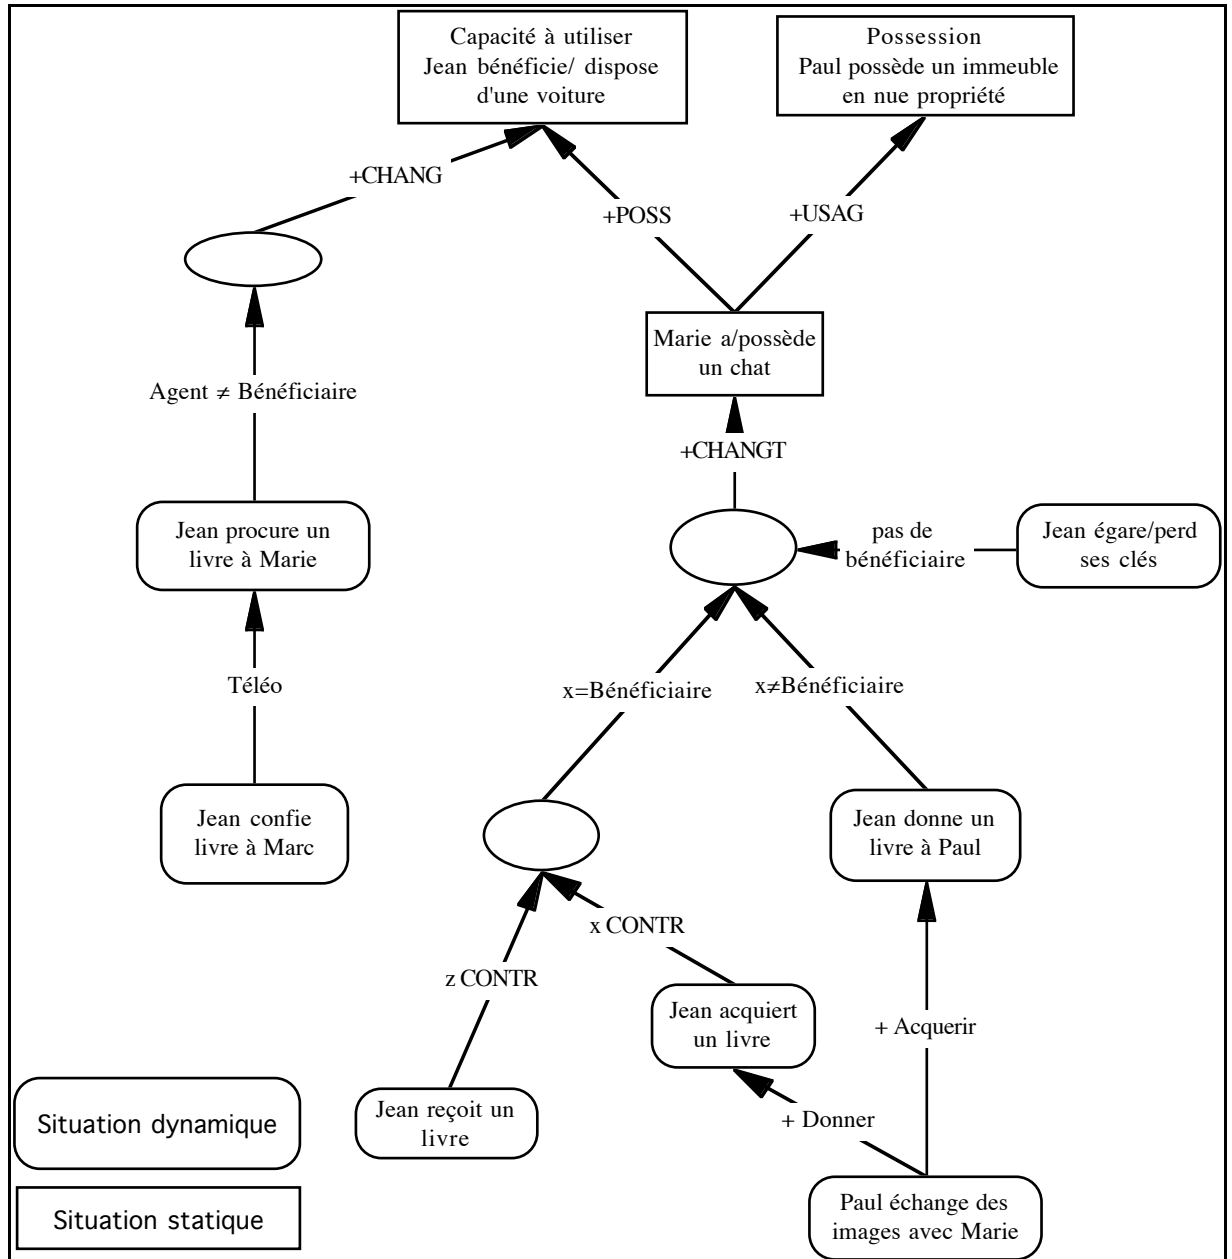 Capacité à utiliser
Jean bénéficie/ dispose
d'une voiture
Possession
Paul possède un immeuble
en nue propriété
+CHANG
+POSS
+USAG
Marie a/possède
un chat
Agent ≠ Bénéficiaire
+CHANGT
Jean procure un
livre à Marie
pas de
bénéficiaire
Jean égare/perd
ses clés
Téléo
x=Bénéficiaire
x≠Bénéficiaire
Jean confie
livre à Marc
Jean donne un
livre à Paul
x CONTR
z CONTR
Jean acquiert
un livre
+ Acquerir
Jean reçoit un
livre
+ Donner
Situation dynamique
Paul échange des
images avec Marie
Situation statique